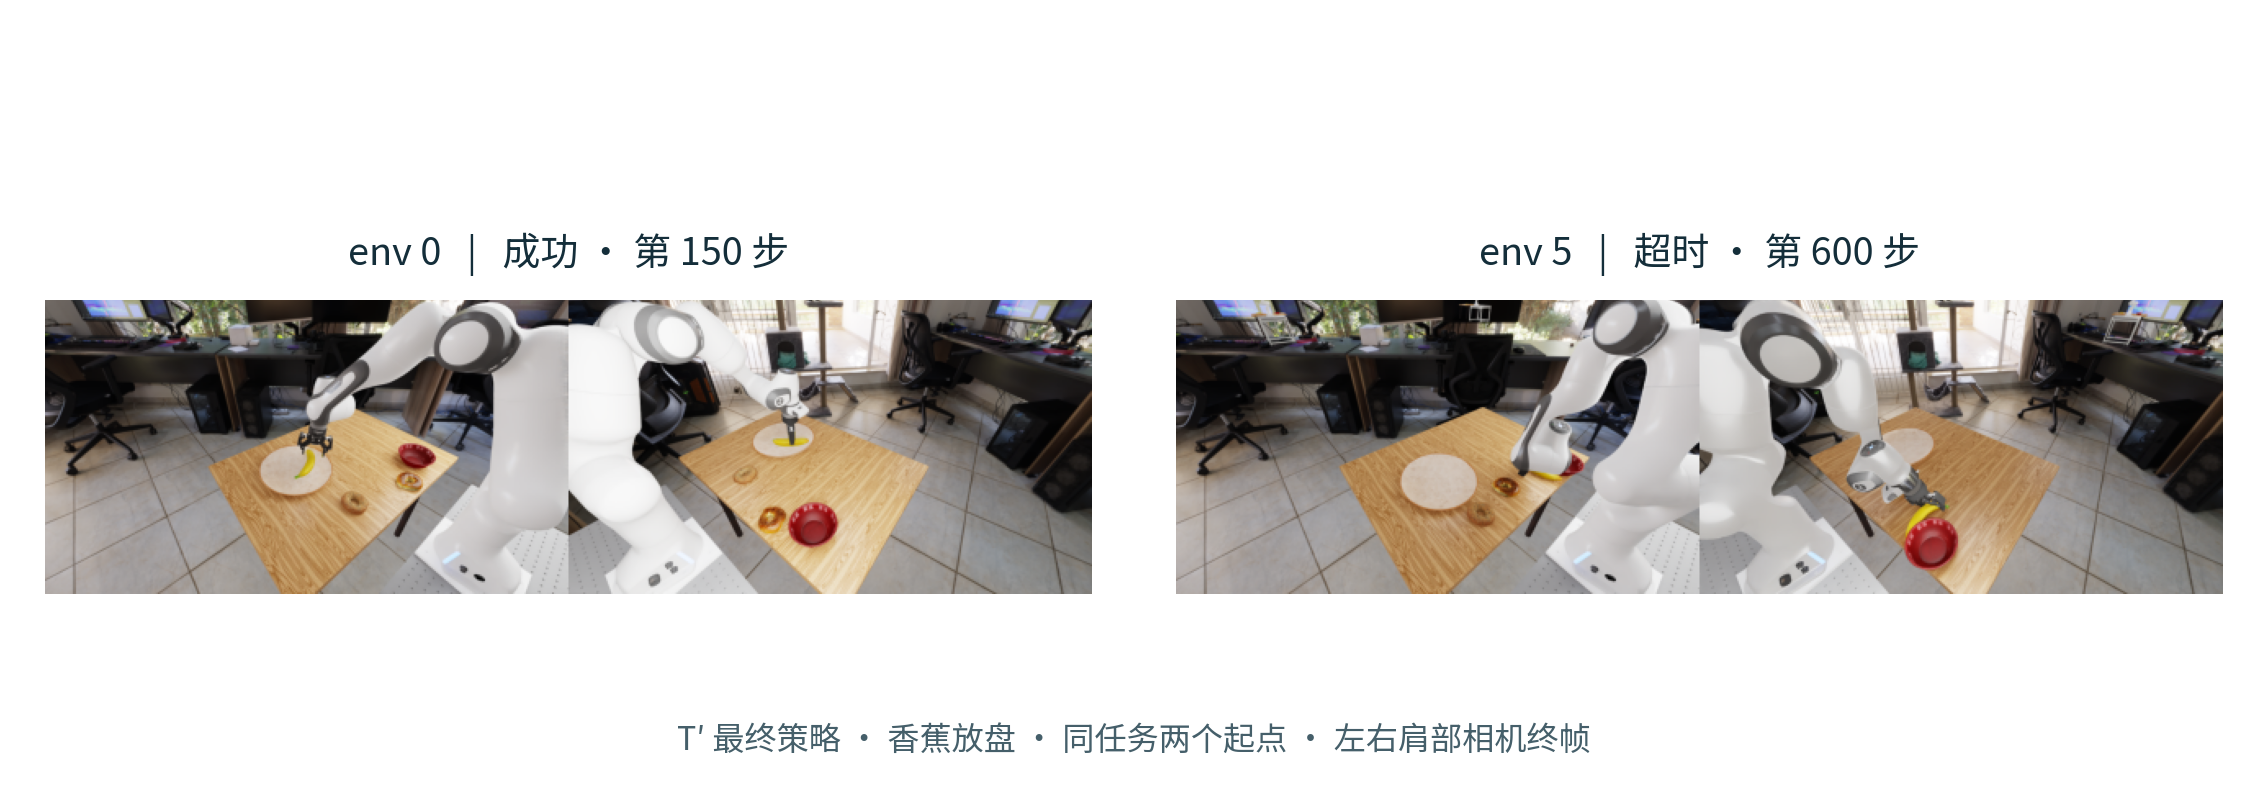 env 0 | 成功 · 第 150 步
env 5 | 超时 · 第 600 步
T′ 最终策略 · 香蕉放盘 · 同任务两个起点 · 左右肩部相机终帧